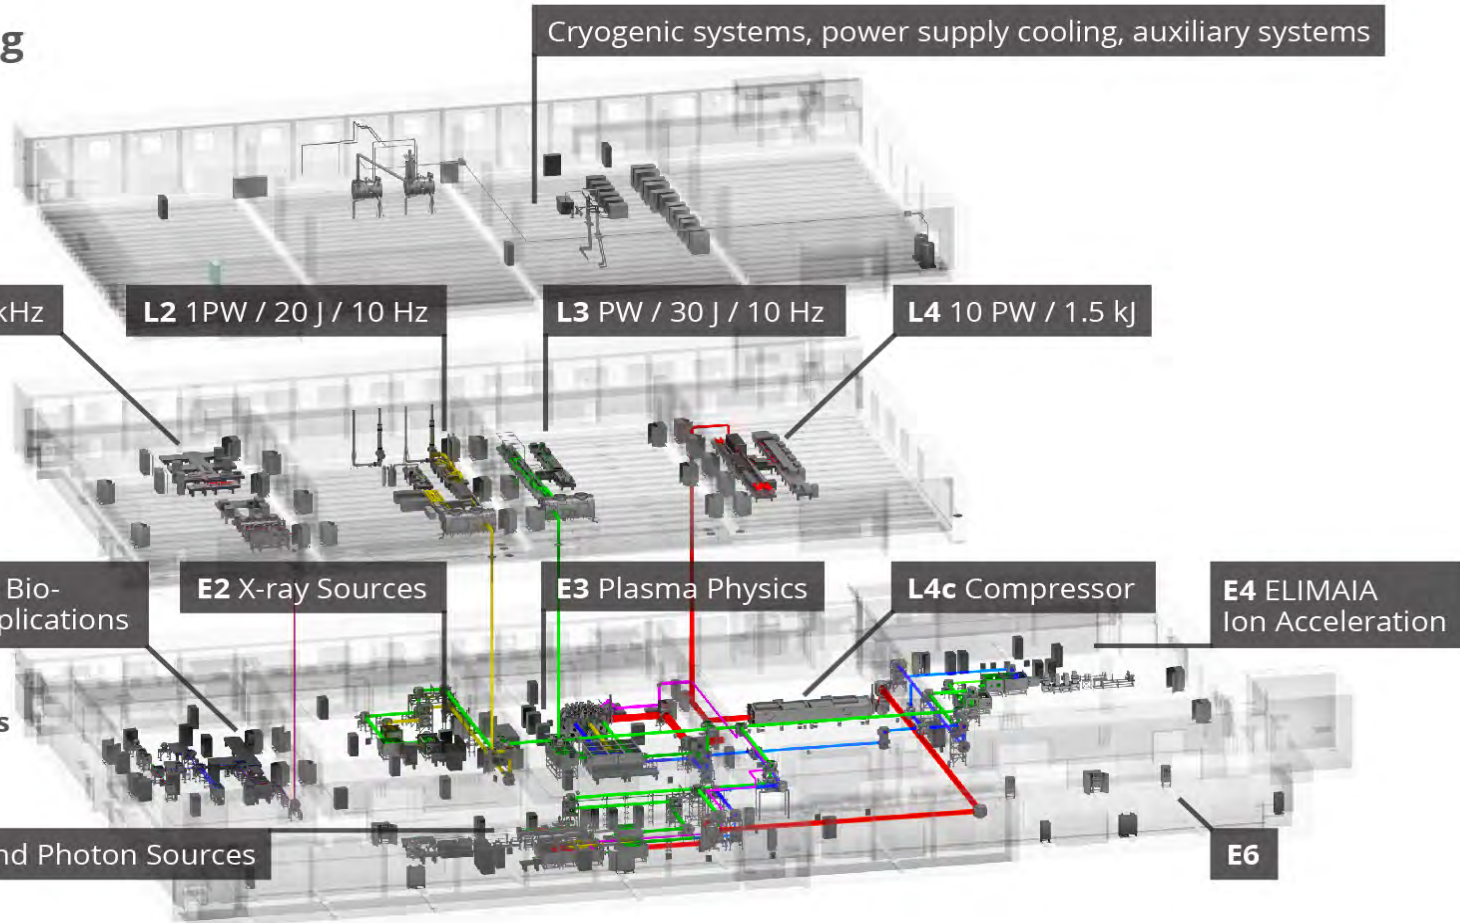 g
Cryogenic systems, power supply cooling, auxiliary systems
kHz
L2 1PW / 20 J / 10 Hz
L3 PW / 30 J / 10 Hz
L4 10 PW / 1.5 kJ
Bio-
plications
E2 X-ray Sources
E3 Plasma Physics
L4c Compressor
E4 ELIMAIA
Ion Acceleration
s
nd Photon Sources
E6